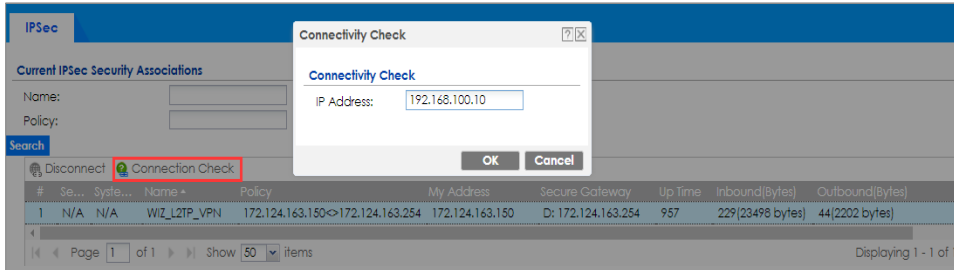 IPSec
Connectivity Check
Current IPSec Security Associations
Connectivity Check
Name:
IP Address: 192.168.100.10
Policy:
Search
OK Cancel
Disconnect Connection Check
# Se... Syste... Name Policy My Address Secure Gateway Up Time Inbound(Bytes) Outbound(Bytes)
1 N/A N/A WIZ_L2TP_VPN 172.124.163.150<>172.124.163.254 172.124.163.150 D: 172.124.163.254 957 229(23498 bytes) 44(2202 bytes)
Page 1 of 1 Show 50 items Displaying 1 - 1 of 1